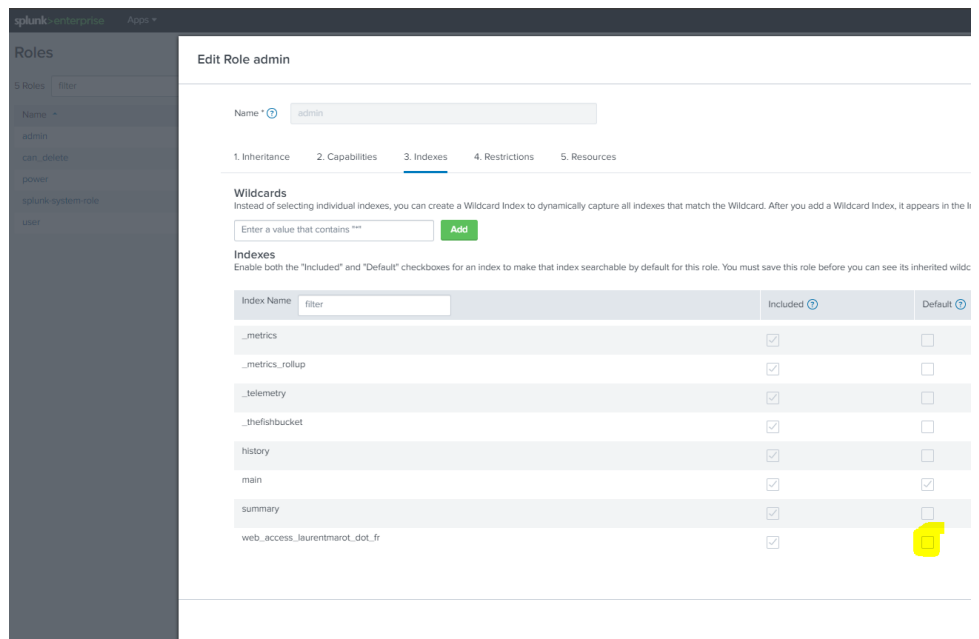 splunk>enterprise Apps
Roles
5 Roles filter
Name
admin
can_delete
power
splunk-system-role
user
Edit Role admin
Name * ? admin
1. Inheritance 2. Capabilities 3. Indexes 4. Restrictions 5. Resources
Wildcards
Instead of selecting individual indexes, you can create a Wildcard Index to dynamically capture all indexes that match the Wildcard. After you add a Wildcard Index, it appears in the
Enter a value that contains "*" Add
Indexes
Enable both the "Included" and "Default" checkboxes for an index to make that index searchable by default for this role. You must save this role before you can see its inherited wildc
Index Name filter Included ? Default ?
_metrics
_metrics_rollup
_telemetry
_thefishbucket
history
main
summary
web_access_laurentmarot_dot_fr